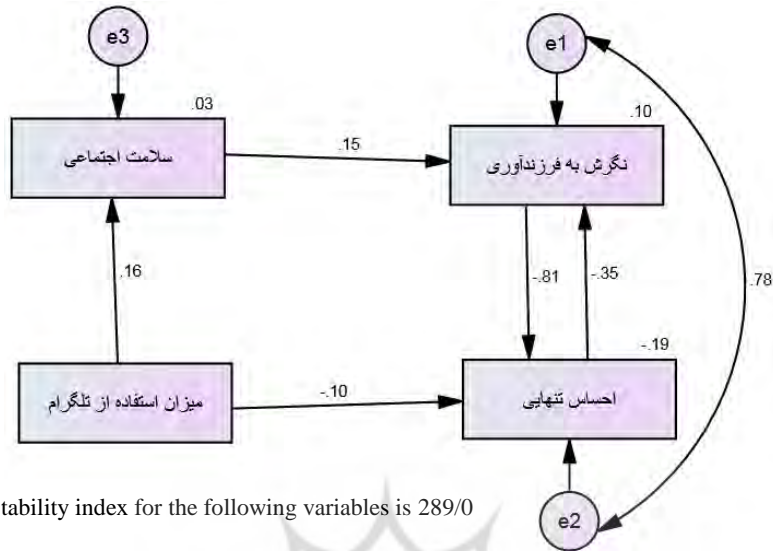 e3
e1
.03
.10
سلامت اجتماعی
.15
نگرش به فرزندآوری
.16
-.81
-.35
.78
-.19
میزان استفاده از تلگرام
-.10
احساس تنهایی
tability index for the following variables is 289/0
e2